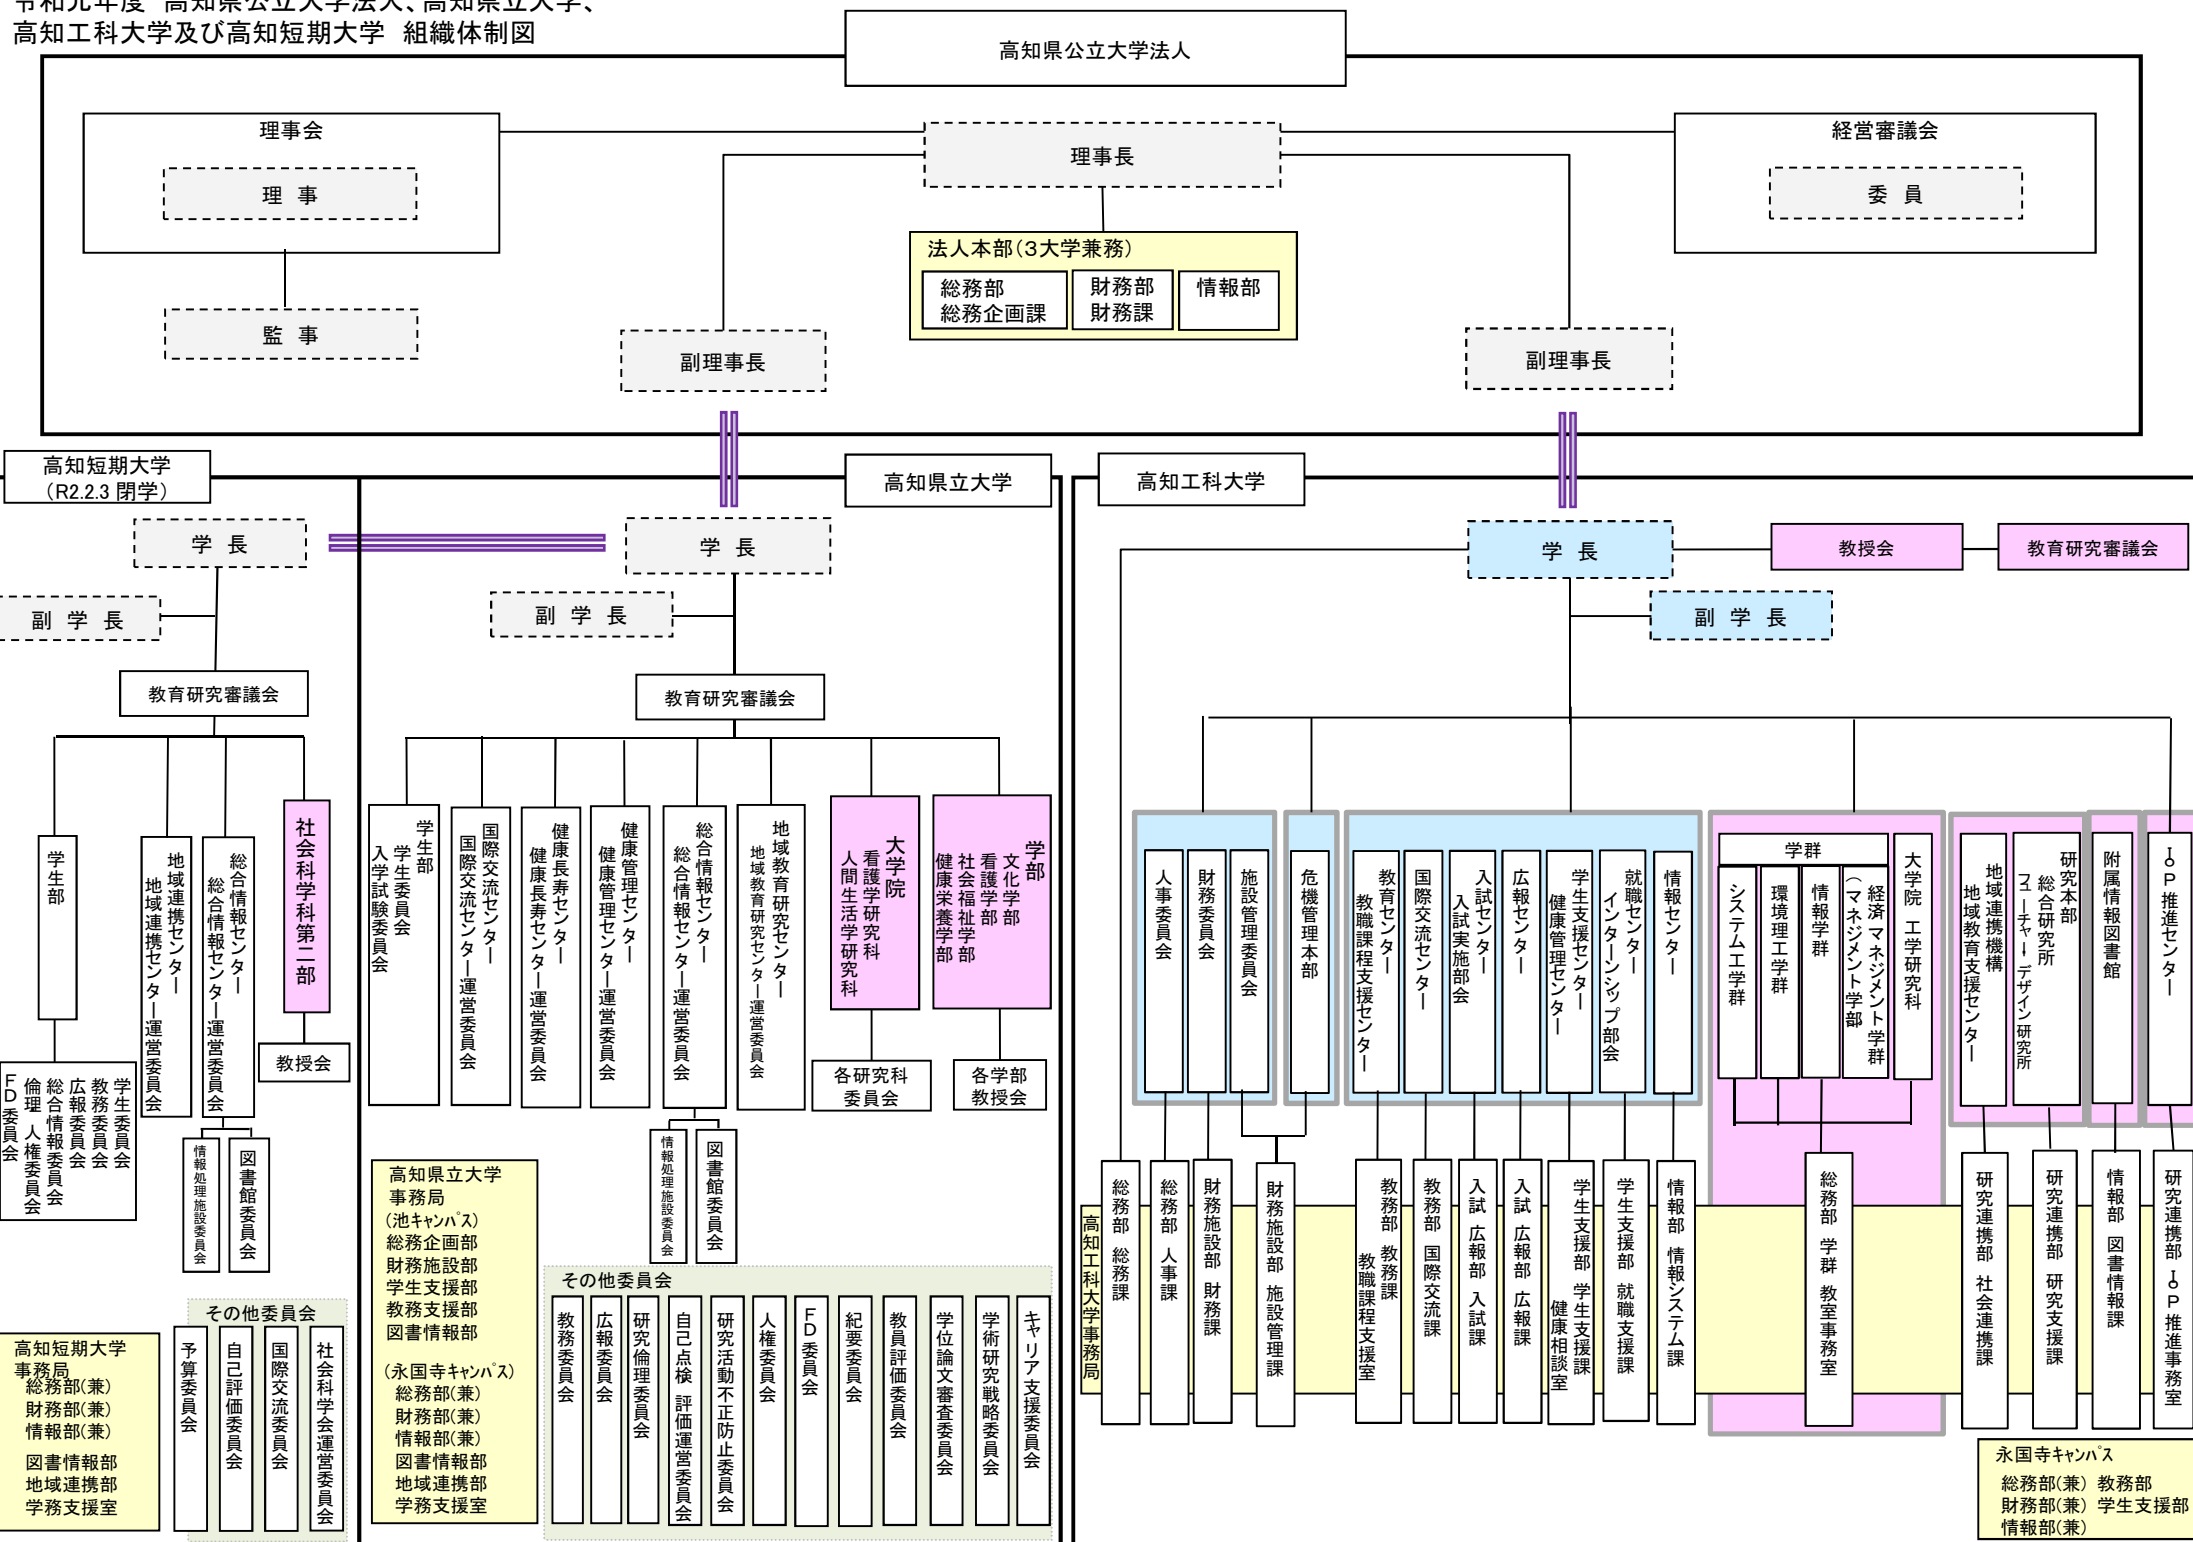 令和元年度 高知県公立大学法人、高知県立大学、
高知工科大学及び高知短期大学 組織体制図
高知県公立大学法人
理事会
理 事
監 事
理事長
経営審議会
委 員
法人本部（３大学兼務）
総務部
総務企画課
財務部
財務課
情報部
副理事長
副理事長
高知短期大学
（R2.2.3 閉学）
学 長
副 学 長
教育研究審議会
学生部
地域連携センター
地域連携センター運営委員会
総合情報センター
総合情報センター運営委員会
社会科学科第二部
教授会
学生委員会
教務委員会
広報委員会
総合情報委員会
倫理・人権委員会
ＦＤ委員会
情報処理施設委員会
図書館委員会
その他委員会
予算委員会
自己評価委員会
国際交流委員会
社会科学会運営委員会
高知短期大学
事務局
総務部(兼)
財務部(兼)
情報部(兼)
図書情報部
地域連携部
学務支援室
高知県立大学
学 長
副 学 長
教育研究審議会
学生部
学生委員会
入学試験委員会
国際交流センター
国際交流センター運営委員会
健康長寿センター
健康長寿センター運営委員会
健康管理センター
健康管理センター運営委員会
総合情報センター
総合情報センター運営委員会
地域教育研究センター
地域教育研究センター運営委員会
大学院
看護学研究科
人間生活学研究科
学部
文化学部
看護学部
社会福祉学部
健康栄養学部
各研究科
委員会
各学部
教授会
情報処理施設委員会
図書館委員会
高知県立大学
事務局
(池ｷｬﾝﾊﾟｽ)
総務企画部
財務施設部
学生支援部
教務支援部
図書情報部
(永国寺ｷｬﾝﾊﾟｽ)
総務部(兼)
財務部(兼)
情報部(兼)
図書情報部
地域連携部
学務支援室
その他委員会
教務委員会
広報委員会
研究倫理委員会
自己点検 評価運営委員会
研究活動不正防止委員会
人権委員会
ＦＤ委員会
紀要委員会
教員評価委員会
学位論文審査委員会
学術研究戦略委員会
キャリア支援委員会
高知工科大学
学 長
教授会
教育研究審議会
副 学 長
人事委員会
財務委員会
施設管理委員会
危機管理本部
教育センター
教職課程支援センター
国際交流センター
入試センター
入試実施部会
広報センター
学生支援センター
健康管理センター
就職センター
インターンシップ部会
情報センター
学群
システム工学群
環境理工学群
情報学群
経済 マネジメント学群
（マネジメント学部）
大学院 工学研究科
地域連携機構
地域教育支援センター
研究本部
総合研究所
フューチャー・デザイン研究所
附属情報図書館
ＩｏＰ推進センター
高知工科大学事務局
総務部 総務課
総務部 人事課
財務施設部 財務課
財務施設部 施設管理課
教務部 教務課
教職課程支援室
教務部 国際交流課
入試 広報部 入試課
入試 広報部 広報課
学生支援部 学生支援課
健康相談室
学生支援部 就職支援課
情報部 情報システム課
総務部 学群 教室事務室
研究連携部 社会連携課
研究連携部 研究支援課
情報部 図書情報課
研究連携部 ＩｏＰ推進事務室
永国寺ｷｬﾝﾊﾟｽ
総務部(兼) 教務部
財務部(兼) 学生支援部
情報部(兼)